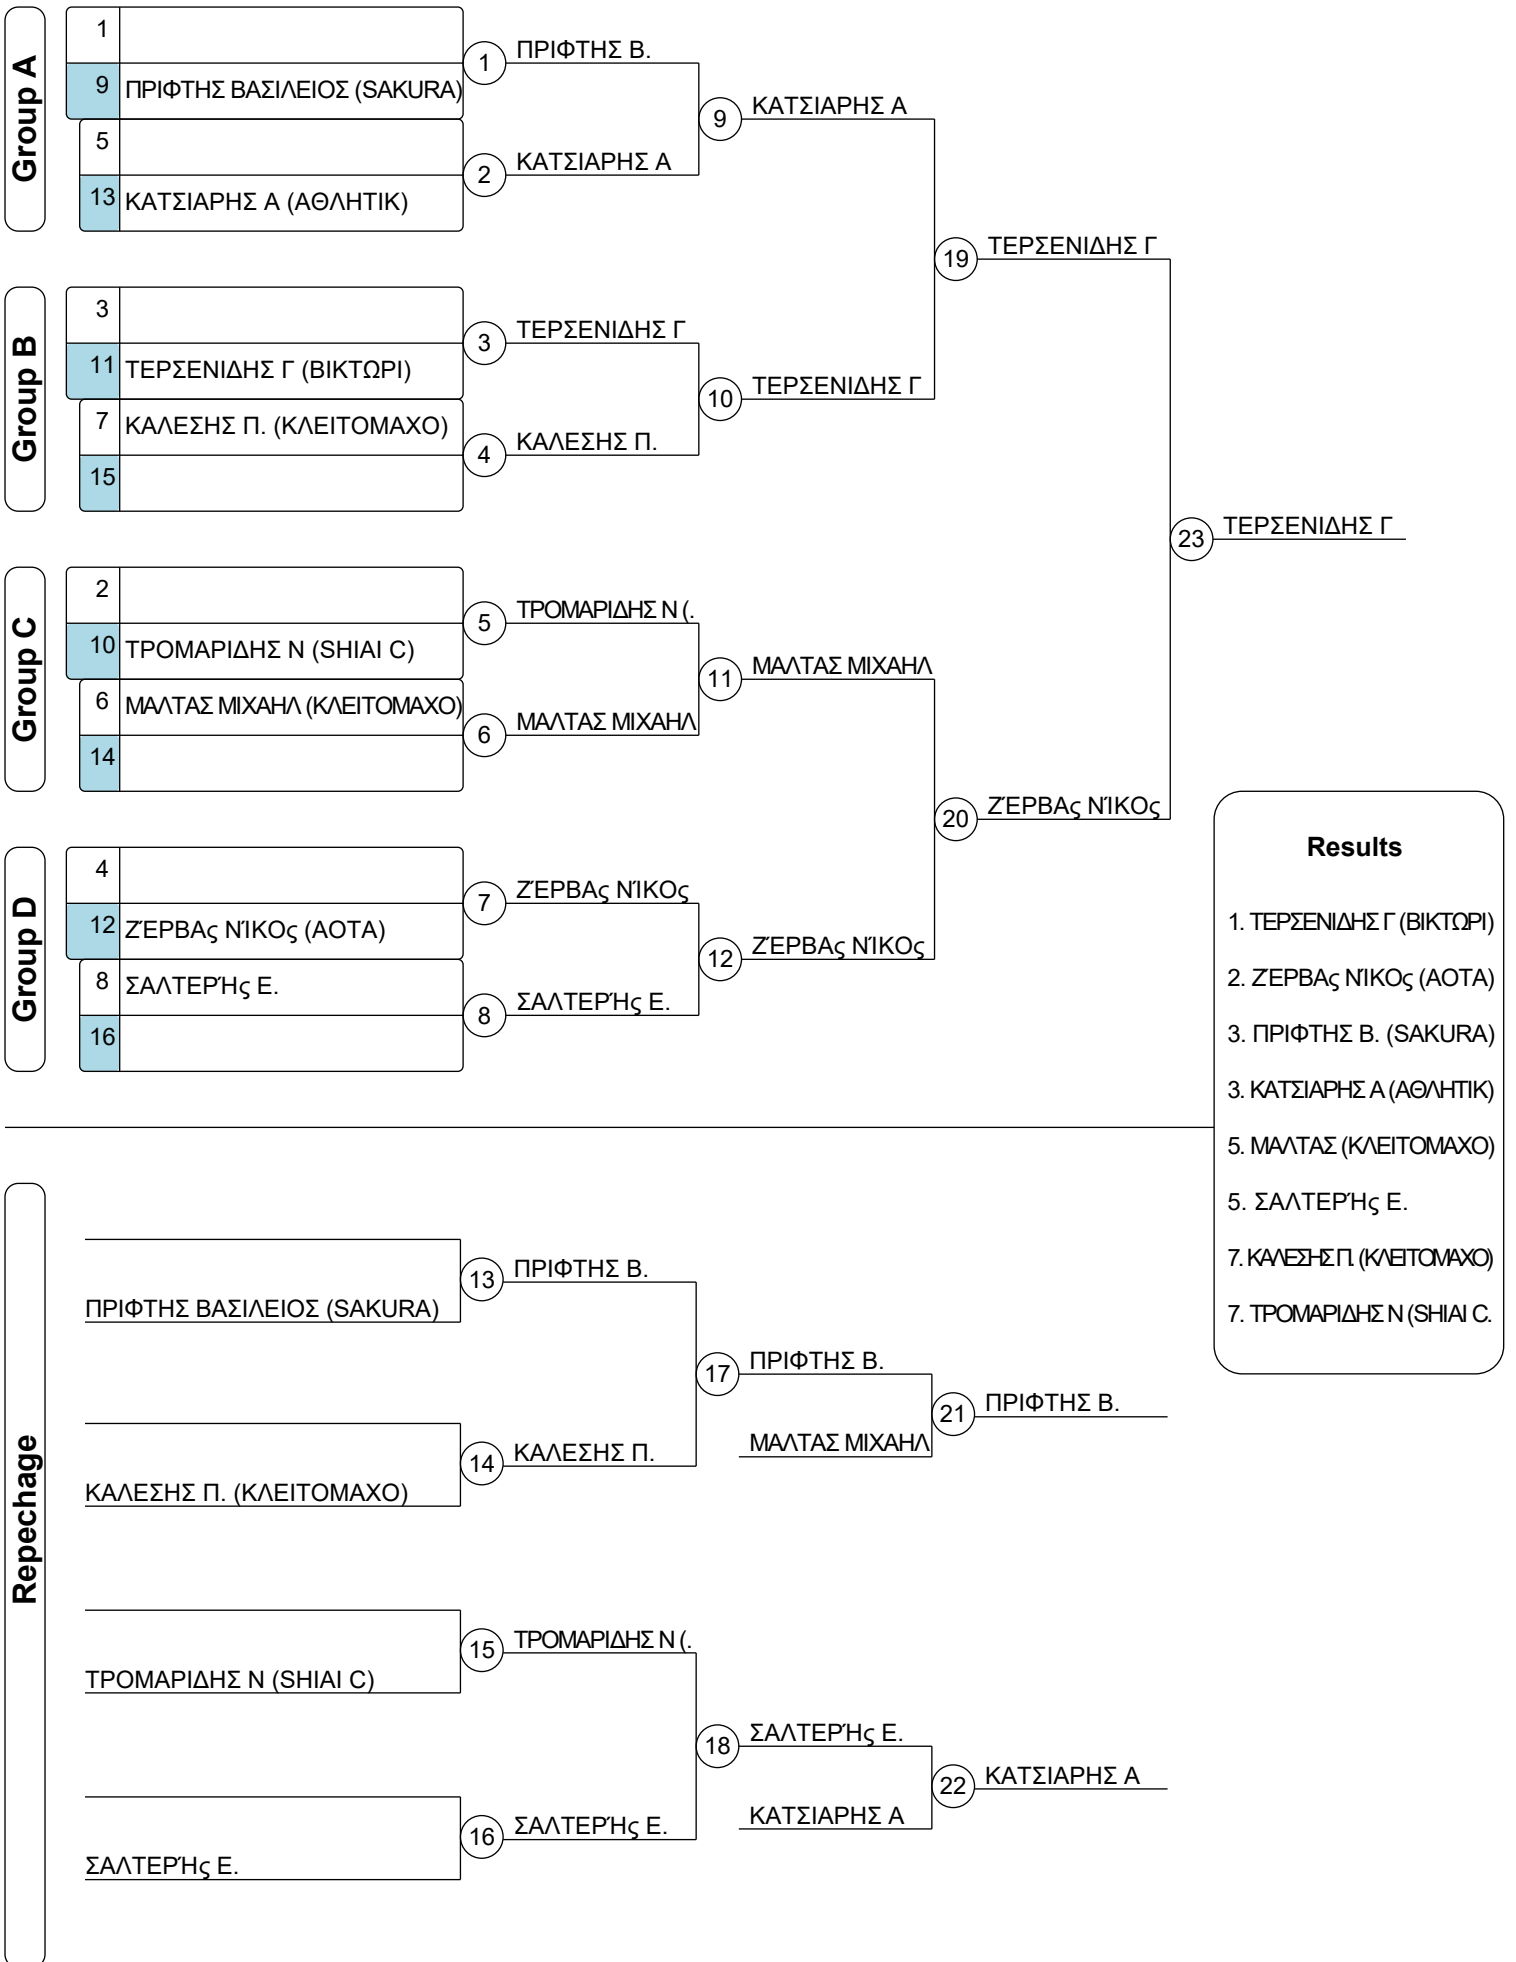 Group A
1
9 ΠΡΙΦΤΗΣ ΒΑΣΙΛΕΙΟΣ (SAKURA)
5
13 ΚΑΤΣΙΑΡΗΣ Α (ΑΘΛΗΤΙΚ)
1 ΠΡΙΦΤΗΣ Β.
2 ΚΑΤΣΙΑΡΗΣ Α
9 ΚΑΤΣΙΑΡΗΣ Α
Group B
3
11 ΤΕΡΣΕΝΙΔΗΣ Γ (ΒΙΚΤΩΡΙ)
7 ΚΑΛΕΣΗΣ Π. (ΚΛΕΙΤΟΜΑΧΟ)
15
3 ΤΕΡΣΕΝΙΔΗΣ Γ
4 ΚΑΛΕΣΗΣ Π.
10 ΤΕΡΣΕΝΙΔΗΣ Γ
19 ΤΕΡΣΕΝΙΔΗΣ Γ
Group C
2
10 ΤΡΟΜΑΡΙΔΗΣ Ν (SHIAI C)
6 ΜΑΛΤΑΣ ΜΙΧΑΗΛ (ΚΛΕΙΤΟΜΑΧΟ)
14
5 ΤΡΟΜΑΡΙΔΗΣ Ν (.
6 ΜΑΛΤΑΣ ΜΙΧΑΗΛ
11 ΜΑΛΤΑΣ ΜΙΧΑΗΛ
Group D
4
12 ΖΈΡΒΑς ΝΊΚΟς (ΑΟΤΑ)
8 ΣΑΛΤΕΡΉς Ε.
16
7 ΖΈΡΒΑς ΝΊΚΟς
8 ΣΑΛΤΕΡΉς Ε.
12 ΖΈΡΒΑς ΝΊΚΟς
20 ΖΈΡΒΑς ΝΊΚΟς
23 ΤΕΡΣΕΝΙΔΗΣ Γ
Results
1. ΤΕΡΣΕΝΙΔΗΣ Γ (ΒΙΚΤΩΡΙ)
2. ΖΈΡΒΑς ΝΊΚΟς (ΑΟΤΑ)
3. ΠΡΙΦΤΗΣ Β. (SAKURA)
3. ΚΑΤΣΙΑΡΗΣ Α (ΑΘΛΗΤΙΚ)
5. ΜΑΛΤΑΣ (ΚΛΕΙΤΟΜΑΧΟ)
5. ΣΑΛΤΕΡΉς Ε.
7. ΚΑΛΕΣΗΣ Π. (ΚΛΕΙΤΟΜΑΧΟ)
7. ΤΡΟΜΑΡΙΔΗΣ Ν (SHIAI C.
Repechage
ΠΡΙΦΤΗΣ ΒΑΣΙΛΕΙΟΣ (SAKURA)
13 ΠΡΙΦΤΗΣ Β.
ΚΑΛΕΣΗΣ Π. (ΚΛΕΙΤΟΜΑΧΟ)
14 ΚΑΛΕΣΗΣ Π.
17 ΠΡΙΦΤΗΣ Β.
ΜΑΛΤΑΣ ΜΙΧΑΗΛ
21 ΠΡΙΦΤΗΣ Β.
ΤΡΟΜΑΡΙΔΗΣ Ν (SHIAI C)
15 ΤΡΟΜΑΡΙΔΗΣ Ν (.
ΣΑΛΤΕΡΉς Ε.
16 ΣΑΛΤΕΡΉς Ε.
18 ΣΑΛΤΕΡΉς Ε.
ΚΑΤΣΙΑΡΗΣ Α
22 ΚΑΤΣΙΑΡΗΣ Α